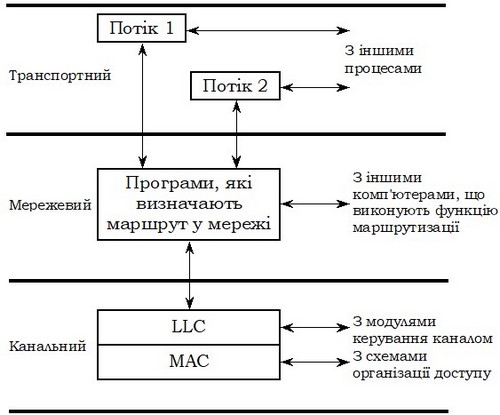 Потік 1
З іншими
процесами
Транспортний
Потік 2
Програми, які
визначають
маршрут у мережі
Мережевий
З іншими
комп'ютерами, що
виконують функцію
маршрутизації
LLC
З модулями
керування каналом
Канальний
MAC
З схемами
організації доступу